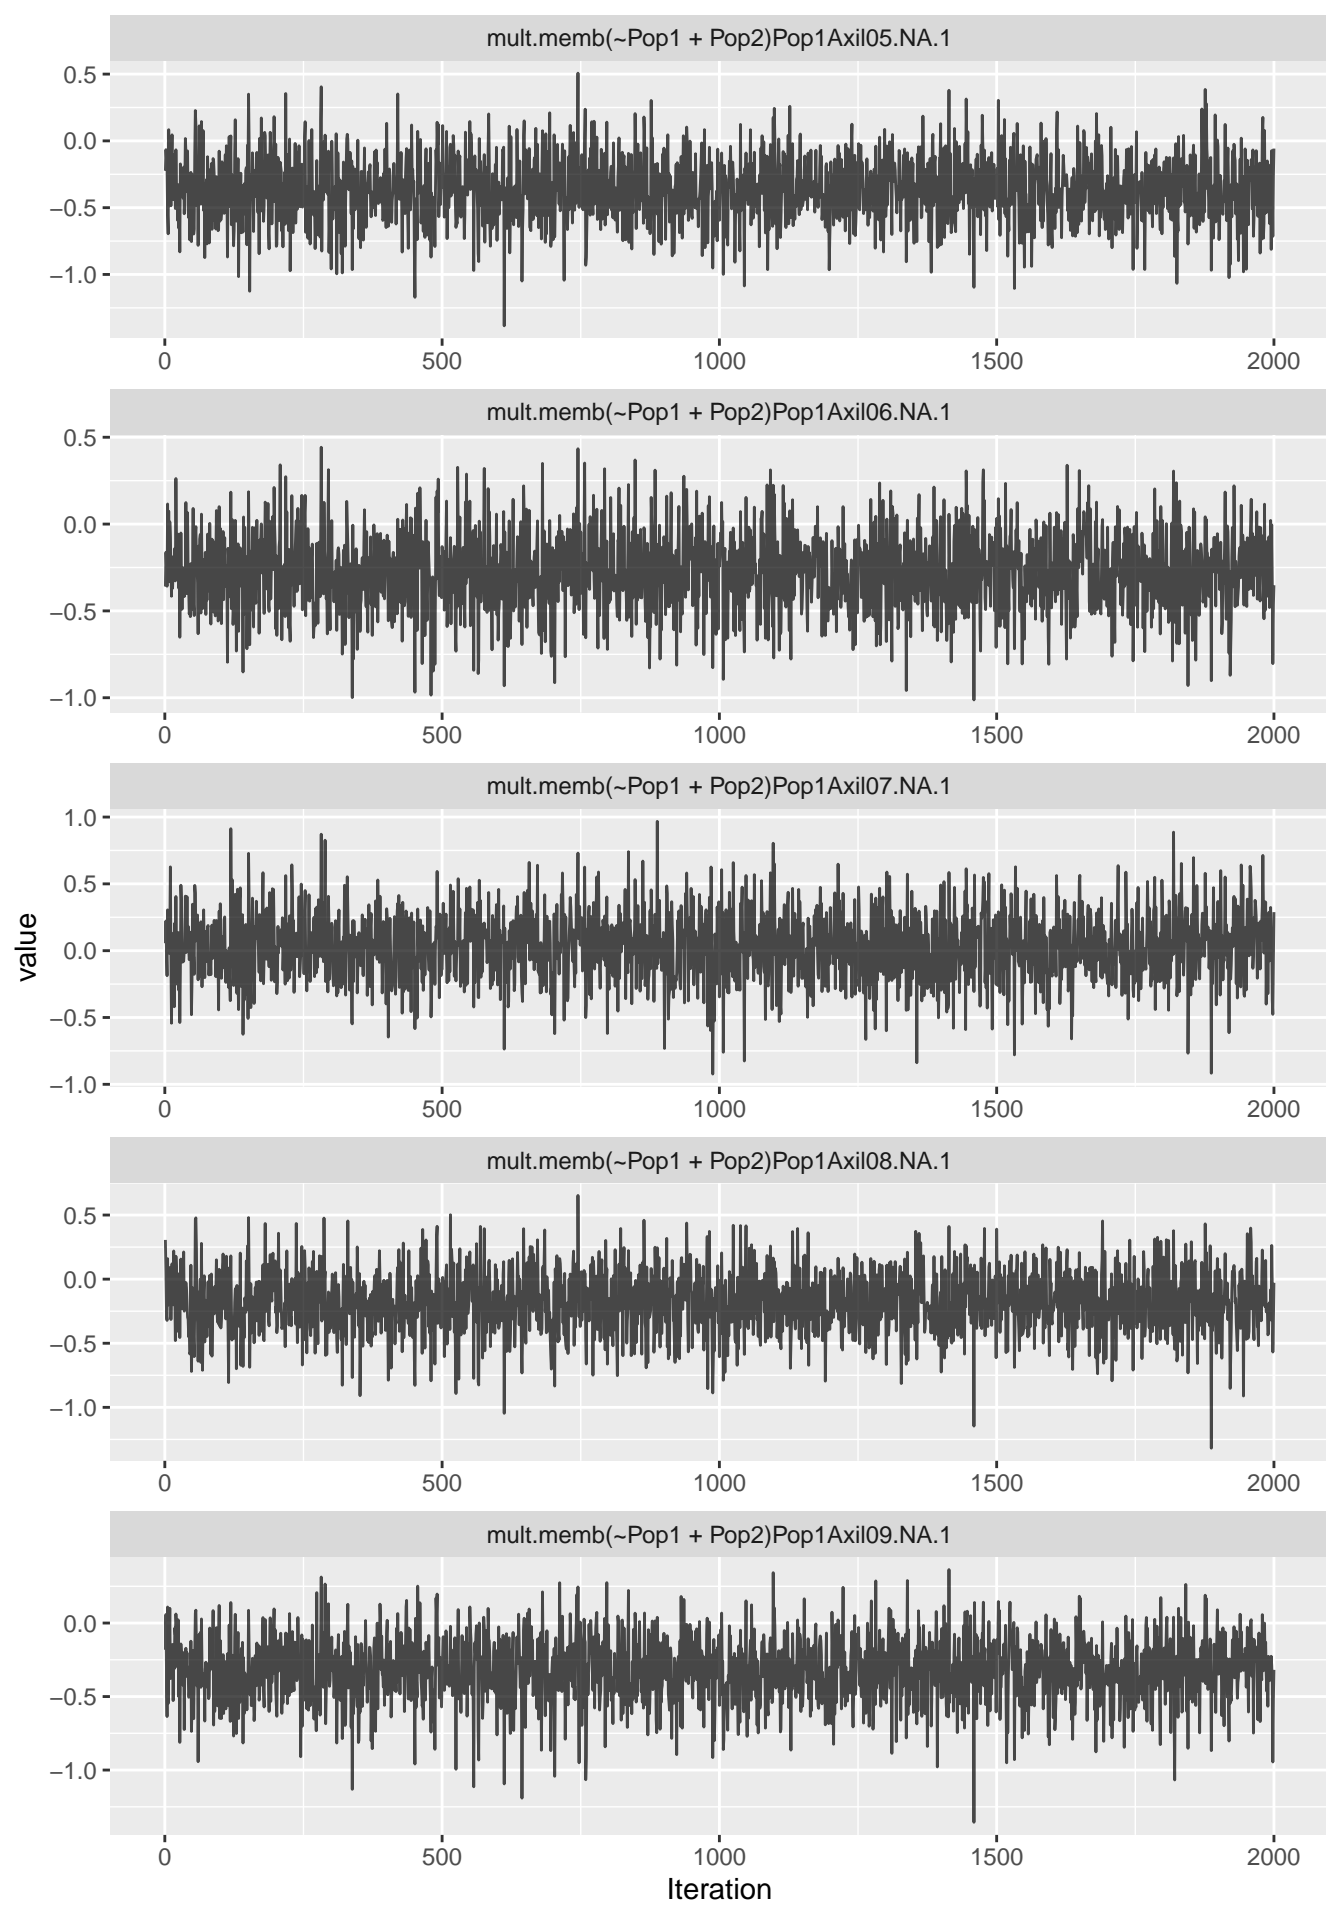 mult.memb(~Pop1 + Pop2)Pop1Axil05.NA.1
0.5
0.0
−0.5
−1.0
0 500 1000 1500 2000
mult.memb(~Pop1 + Pop2)Pop1Axil06.NA.1
0.5
0.0
−0.5
−1.0
0 500 1000 1500 2000
mult.memb(~Pop1 + Pop2)Pop1Axil07.NA.1
1.0
0.5
0.0
−0.5
−1.0
0 500 1000 1500 2000
value
mult.memb(~Pop1 + Pop2)Pop1Axil08.NA.1
0.5
0.0
−0.5
−1.0
0 500 1000 1500 2000
mult.memb(~Pop1 + Pop2)Pop1Axil09.NA.1
0.0
−0.5
−1.0
0 500 1000 1500 2000
Iteration